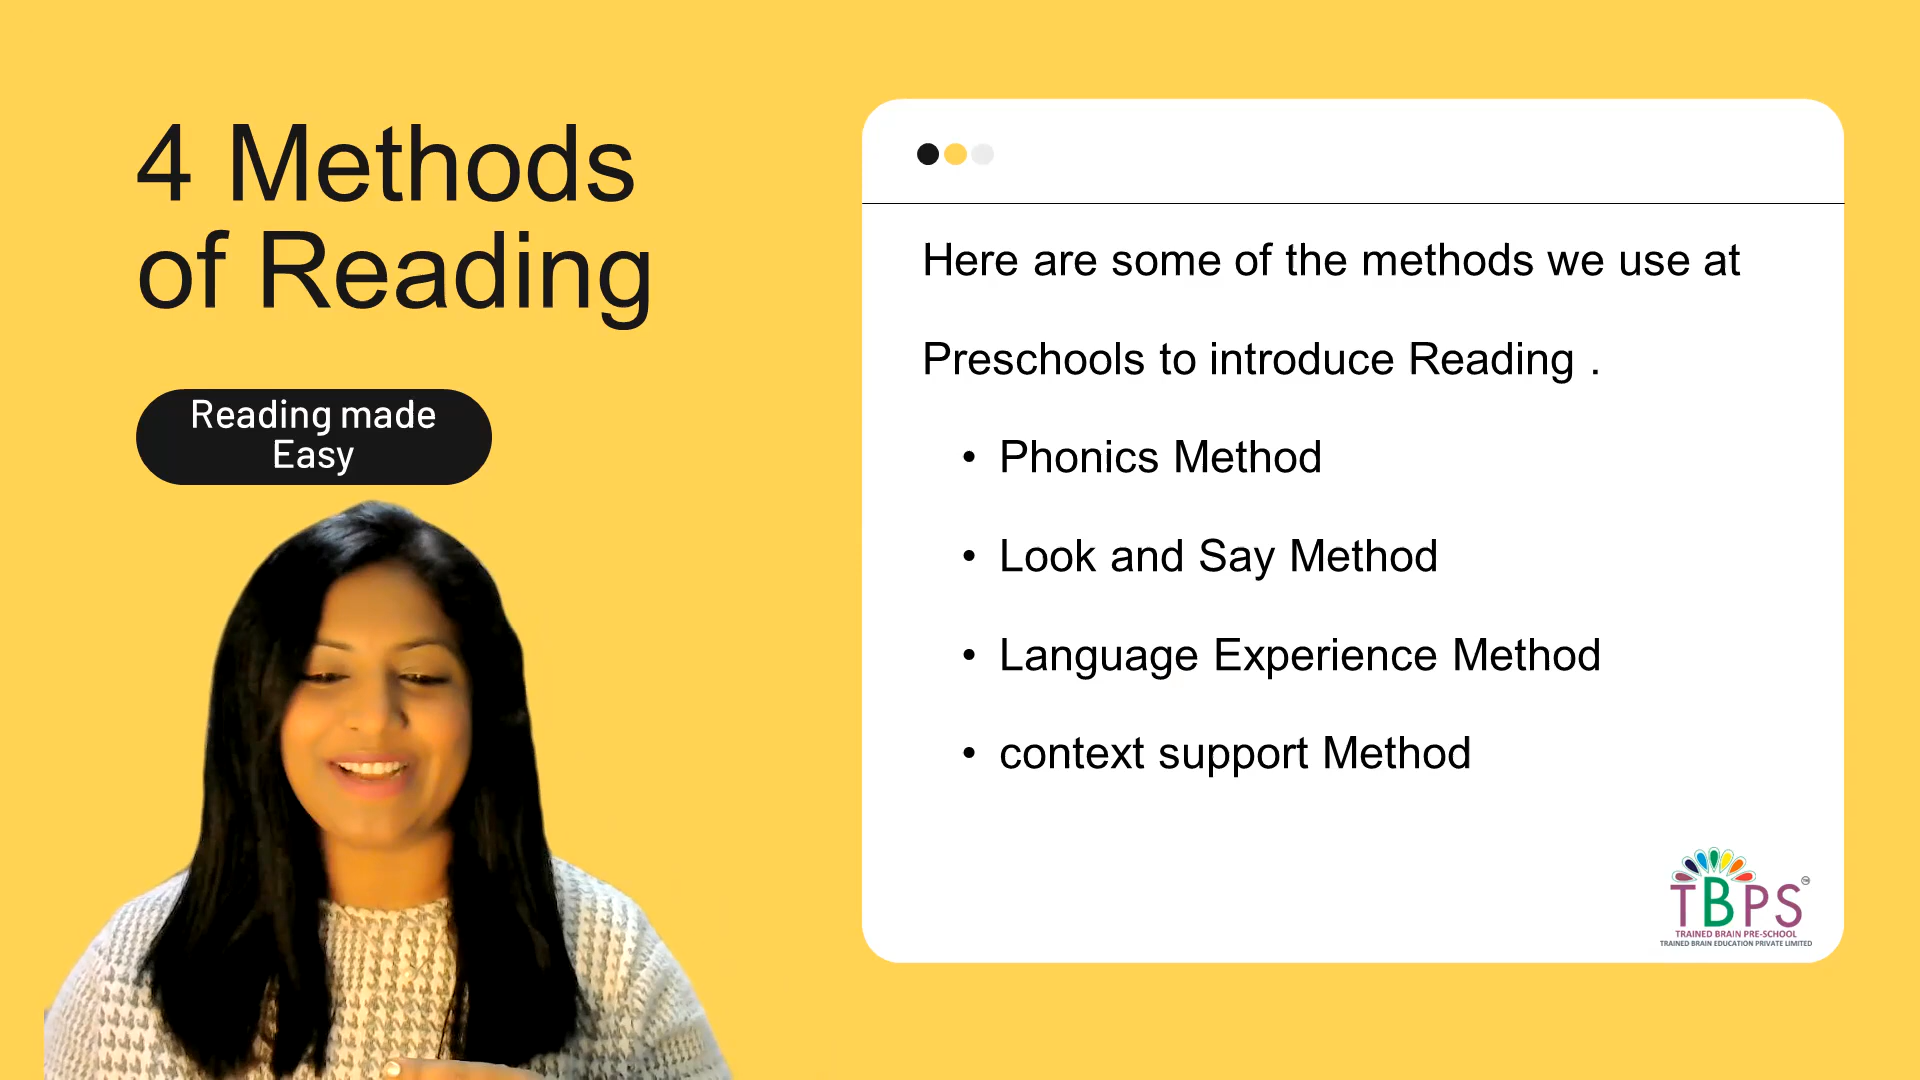 4 Methods
of Reading
Reading made
Easy
Here are some of the methods we use at
Preschools to introduce Reading .
• Phonics Method
• Look and Say Method
• Language Experience Method
• context support Method
TBPS™
TRAINED BRAIN PRE-SCHOOL
TRAINED BRAIN EDUCATION PRIVATE LIMITED